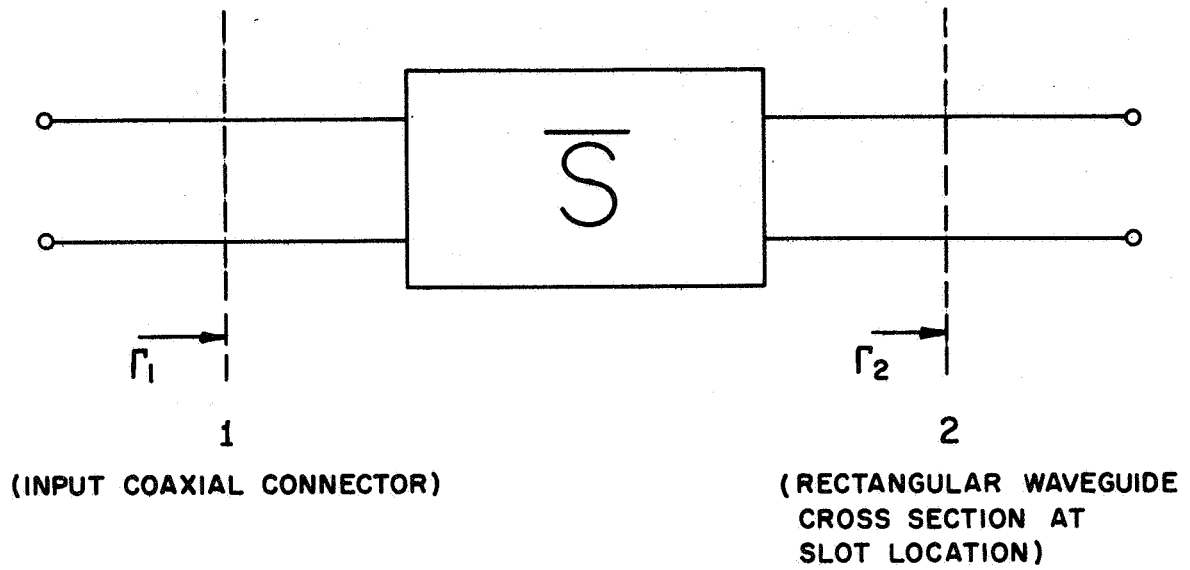 S̅
Γ1
Γ2
1
2
(INPUT COAXIAL CONNECTOR)
(RECTANGULAR WAVEGUIDE
CROSS SECTION AT
SLOT LOCATION)